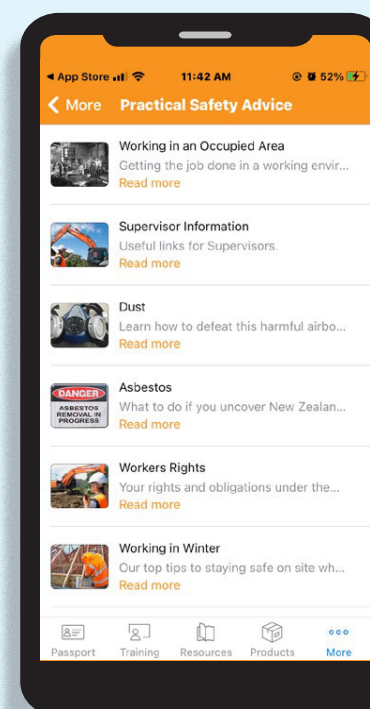 App Store
11:42 AM
52%
More Practical Safety Advice
Working in an Occupied Area
Getting the job done in a working envir...
Read more
Supervisor Information
Useful links for Supervisors.
Read more
Dust
Learn how to defeat this harmful airbo...
Read more
DANGER
ASBESTOS
REMOVAL IN
PROGRESS
Asbestos
What to do if you uncover New Zealan...
Read more
Workers Rights
Your rights and obligations under the...
Read more
Working in Winter
Our top tips to staying safe on site wh...
Read more
Passport Training Resources Products More